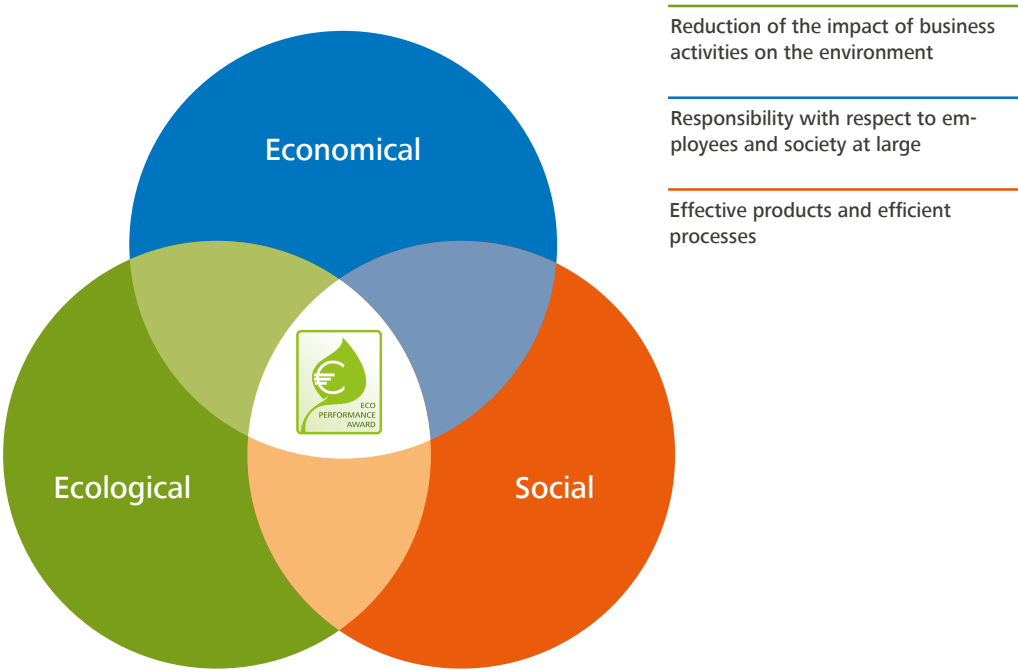 Reduction of the impact of business
activities on the environment
Responsibility with respect to em-
ployees and society at large
Effective products and efficient
processes
Economical
€
ECO
PERFORMANCE
AWARD
Ecological
Social